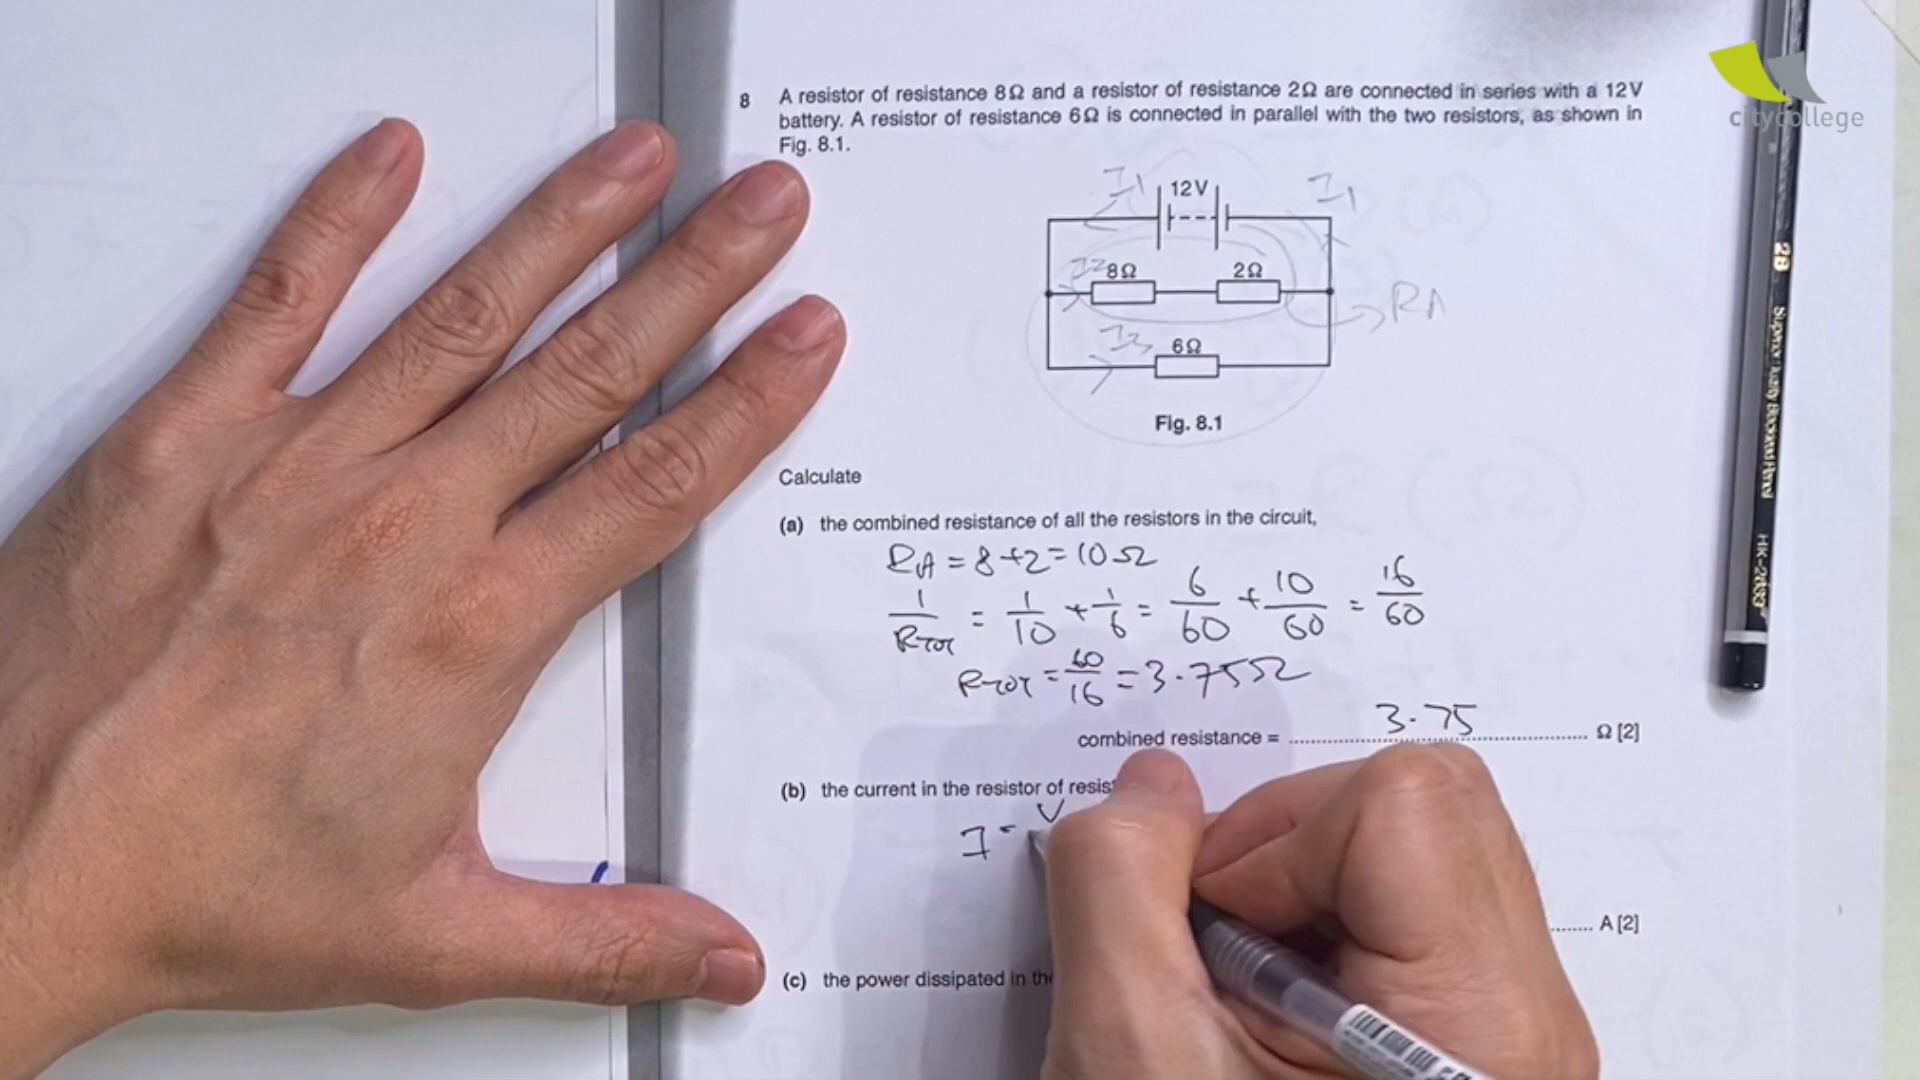 citycollege
8 A resistor of resistance 8Ω and a resistor of resistance 2Ω are connected in series with a 12V
battery. A resistor of resistance 6Ω is connected in parallel with the two resistors, as shown in
Fig. 8.1.
I1 12V I1
I2 8Ω 2Ω
RA
I3 6Ω
Fig. 8.1
Calculate
(a) the combined resistance of all the resistors in the circuit,
RA = 8+2 = 10Ω
1/RTOT = 1/10 + 1/6 = 6/60 + 10/60 = 16/60
RTOT = 60/16 = 3.75Ω
combined resistance = 3.75 Ω [2]
(b) the current in the resistor of
I = V
A [2]
(c) the power dissipated in
2B